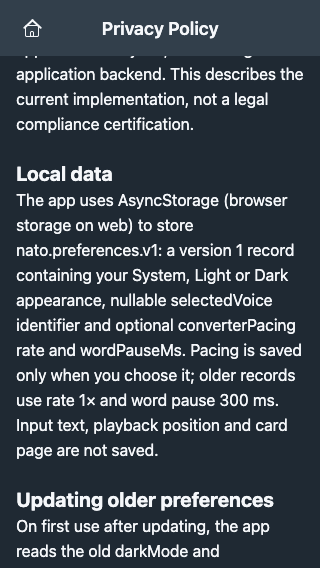 Privacy Policy
application backend. This describes the
current implementation, not a legal
compliance certification.
Local data
The app uses AsyncStorage (browser
storage on web) to store
nato.preferences.v1: a version 1 record
containing your System, Light or Dark
appearance, nullable selectedVoice
identifier and optional converterPacing
rate and wordPauseMs. Pacing is saved
only when you choose it; older records
use rate 1× and word pause 300 ms.
Input text, playback position and card
page are not saved.
Updating older preferences
On first use after updating, the app
reads the old darkMode and